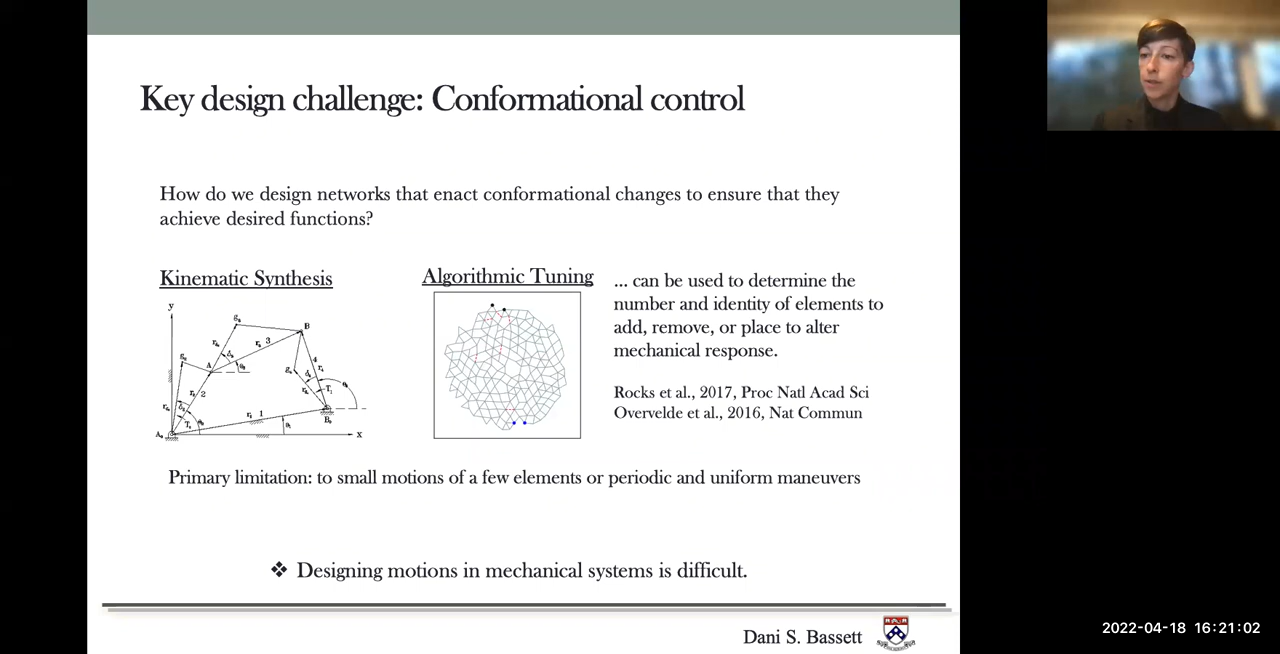 Key design challenge: Conformational control
How do we design networks that enact conformational changes to ensure that they
achieve desired functions?
Kinematic Synthesis
y
B
3
A
4
2
1
x
Algorithmic Tuning
... can be used to determine the
number and identity of elements to
add, remove, or place to alter
mechanical response.
Rocks et al., 2017, Proc Natl Acad Sci
Overvelde et al., 2016, Nat Commun
Primary limitation: to small motions of a few elements or periodic and uniform maneuvers
❖ Designing motions in mechanical systems is difficult.
Dani S. Bassett
2022-04-18 16:21:02